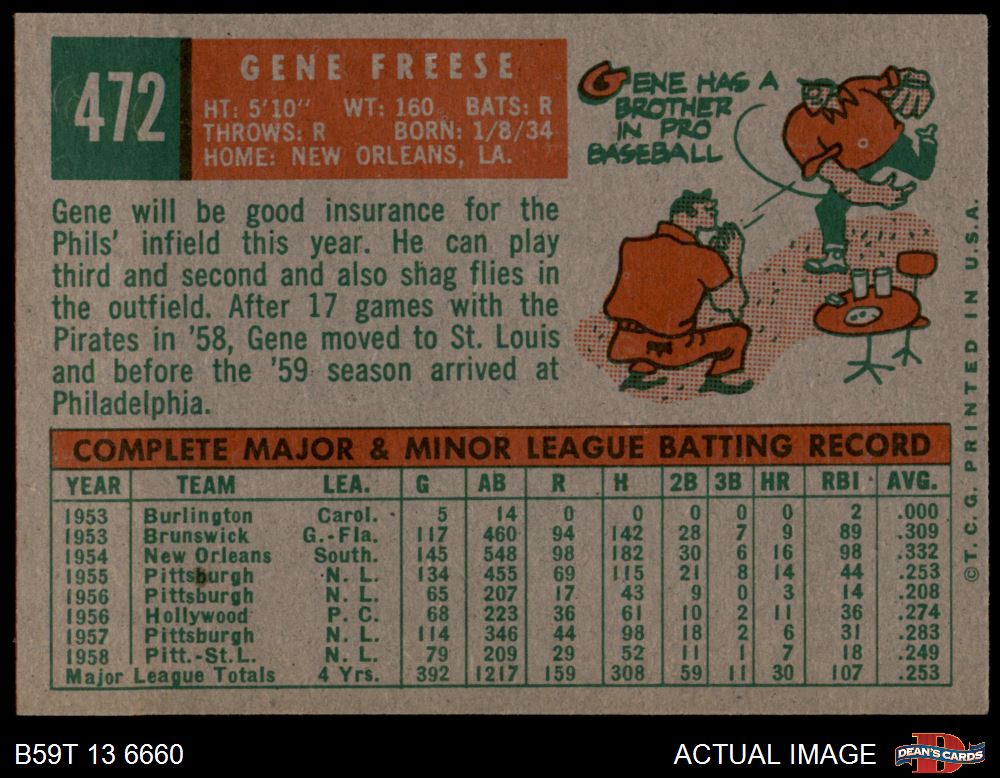 472
GENE FREESE
HT: 5'10" WT: 160 BATS: R
THROWS: R BORN: 1/8/34
HOME: NEW ORLEANS, LA.
GENE HAS A
BROTHER
IN PRO
BASEBALL
Gene will be good insurance for the
Phils' infield this year. He can play
third and second and also shag flies in
the outfield. After 17 games with the
Pirates in '58, Gene moved to St. Louis
and before the '59 season arrived at
Philadelphia.
COMPLETE MAJOR & MINOR LEAGUE BATTING RECORD
YEAR TEAM LEA. G AB R H 2B 3B HR RBI AVG.
1953 Burlington Carol. 5 14 0 0 0 0 0 2 .000
1953 Brunswick G.-Fla. 117 460 94 142 28 7 9 89 .309
1954 New Orleans South. 145 548 98 182 30 6 16 98 .332
1955 Pittsburgh N. L. 134 455 69 115 21 8 14 44 .253
1956 Pittsburgh N. L. 65 207 17 43 9 0 3 14 .208
1956 Hollywood P. C. 68 223 36 61 10 2 11 36 .274
1957 Pittsburgh N. L. 114 346 44 98 18 2 6 31 .283
1958 Pitt.-St.L. N. L. 79 209 29 52 11 1 7 18 .249
Major League Totals 4 Yrs. 392 1217 159 308 59 11 30 107 .253
©T.C.G. PRINTED IN U.S.A.
B59T 13 6660
ACTUAL IMAGE
D
DEAN'S CARDS